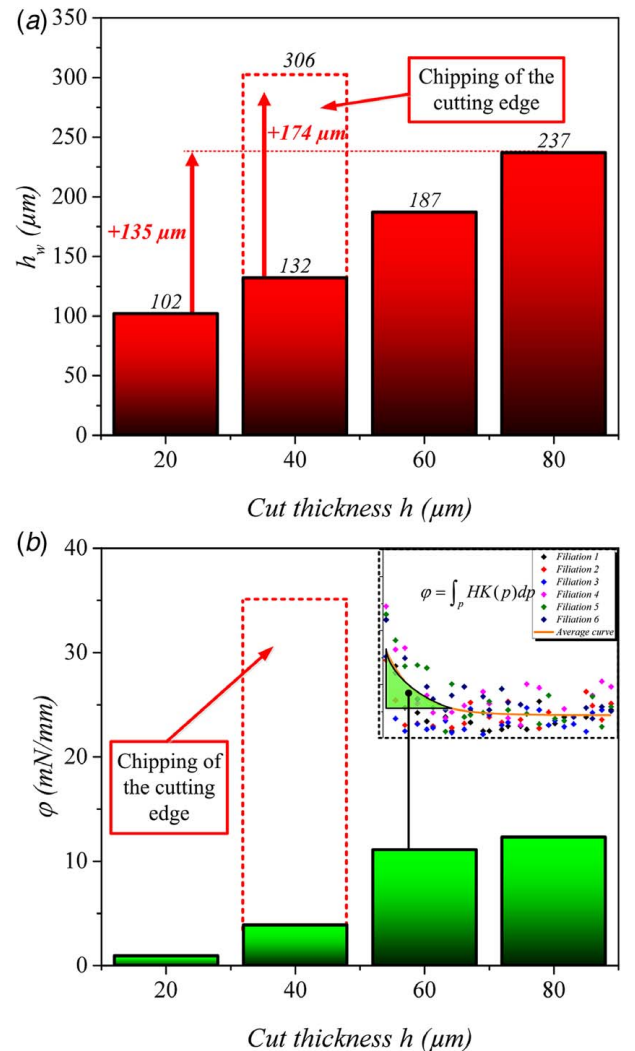 (a)
350
300
250
200
150
100
50
0
h_w (μm)
306
Chipping of the
cutting edge
+174 μm
237
+135 μm
187
132
102
20
40
60
80
Cut thickness h (μm)
(b)
40
30
20
10
0
φ (mN/mm)
φ = ∫_p HK(p)dp
Filiation 1
Filiation 2
Filiation 3
Filiation 4
Filiation 5
Filiation 6
Average curve
Chipping of
the cutting
edge
20
40
60
80
Cut thickness h (μm)